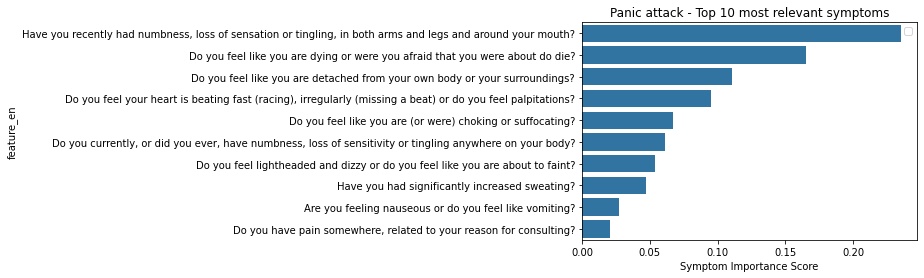 Panic attack - Top 10 most relevant symptoms
Have you recently had numbness, loss of sensation or tingling, in both arms and legs and around your mouth?
Do you feel like you are dying or were you afraid that you were about do die?
Do you feel like you are detached from your own body or your surroundings?
Do you feel your heart is beating fast (racing), irregularly (missing a beat) or do you feel palpitations?
Do you feel like you are (or were) choking or suffocating?
Do you currently, or did you ever, have numbness, loss of sensitivity or tingling anywhere on your body?
Do you feel lightheaded and dizzy or do you feel like you are about to faint?
Have you had significantly increased sweating?
Are you feeling nauseous or do you feel like vomiting?
Do you have pain somewhere, related to your reason for consulting?
feature_en
0.00 0.05 0.10 0.15 0.20
Symptom Importance Score